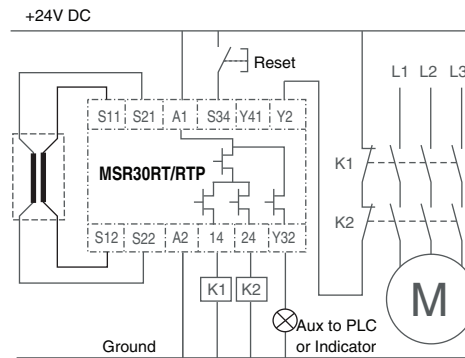 +24V DC
Reset
L1 L2 L3
S11 S21 A1 S34 Y41 Y2
MSR30RT/RTP
K1
K2
S12 S22 A2 14 24 Y32
K1 K2
M
Aux to PLC
or Indicator
Ground